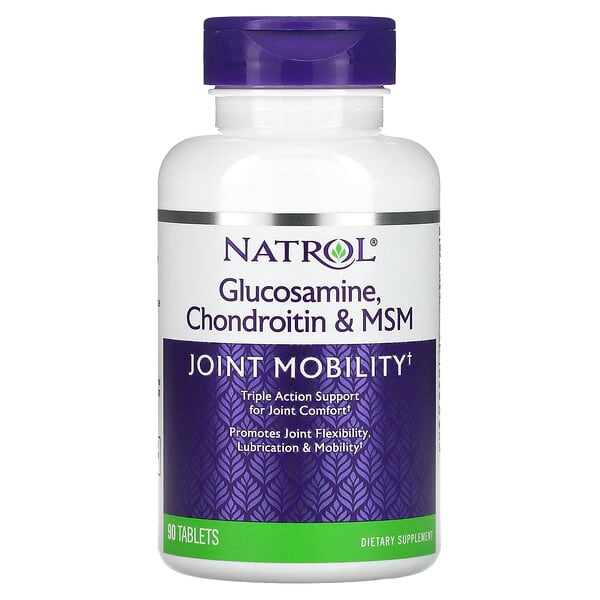 NATROL®
Glucosamine,
Chondroitin & MSM
JOINT MOBILITY†
Triple Action Support
for Joint Comfort†
Promotes Joint Flexibility,
Lubrication & Mobility†
90 TABLETS
DIETARY SUPPLEMENT